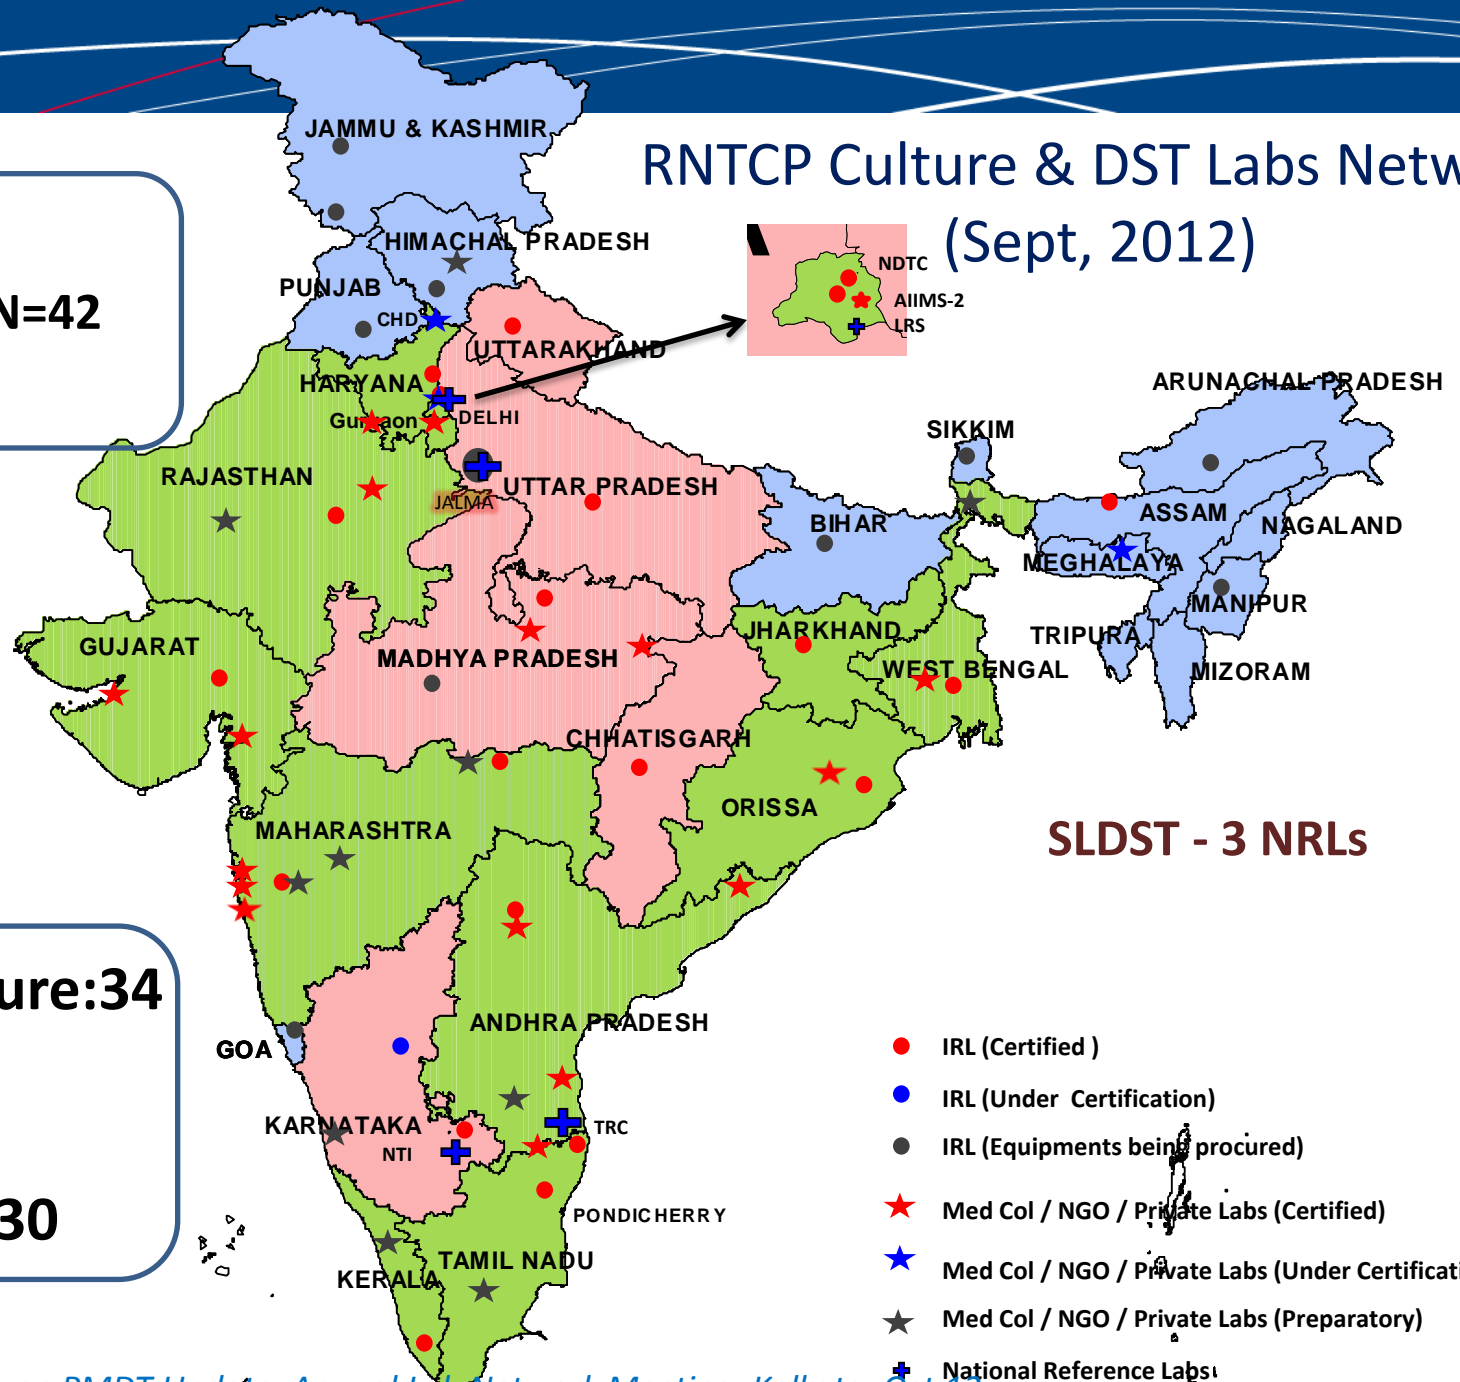 RNTCP Culture & DST Labs
(Sept, 2012)
N=42
JAMMU & KASHMIR
HIMACHAL PRADESH
PUNJAB
CHD
UTTARAKHAND
HARYANA
Gurgaon
DELHI
NDTC
AIIMS-2
LRS
ARUNACHAL PRADESH
SIKKIM
RAJASTHAN
UTTAR PRADESH
JALMA
BIHAR
ASSAM
NAGALAND
MEGHALAYA
MANIPUR
TRIPURA
MIZORAM
GUJARAT
MADHYA PRADESH
JHARKHAND
WEST BENGAL
CHHATISGARH
ORISSA
MAHARASHTRA
SLDST - 3 NRLs
ure:34
30
GOA
ANDHRA PRADESH
KARNATAKA
NTI
TRC
PONDICHERRY
TAMIL NADU
KERALA
IRL (Certified )
IRL (Under Certification)
IRL (Equipments being procured)
Med Col / NGO / Private Labs (Certified)
Med Col / NGO / Private Labs (Under Certificati
Med Col / NGO / Private Labs (Preparatory)
National Reference Labs